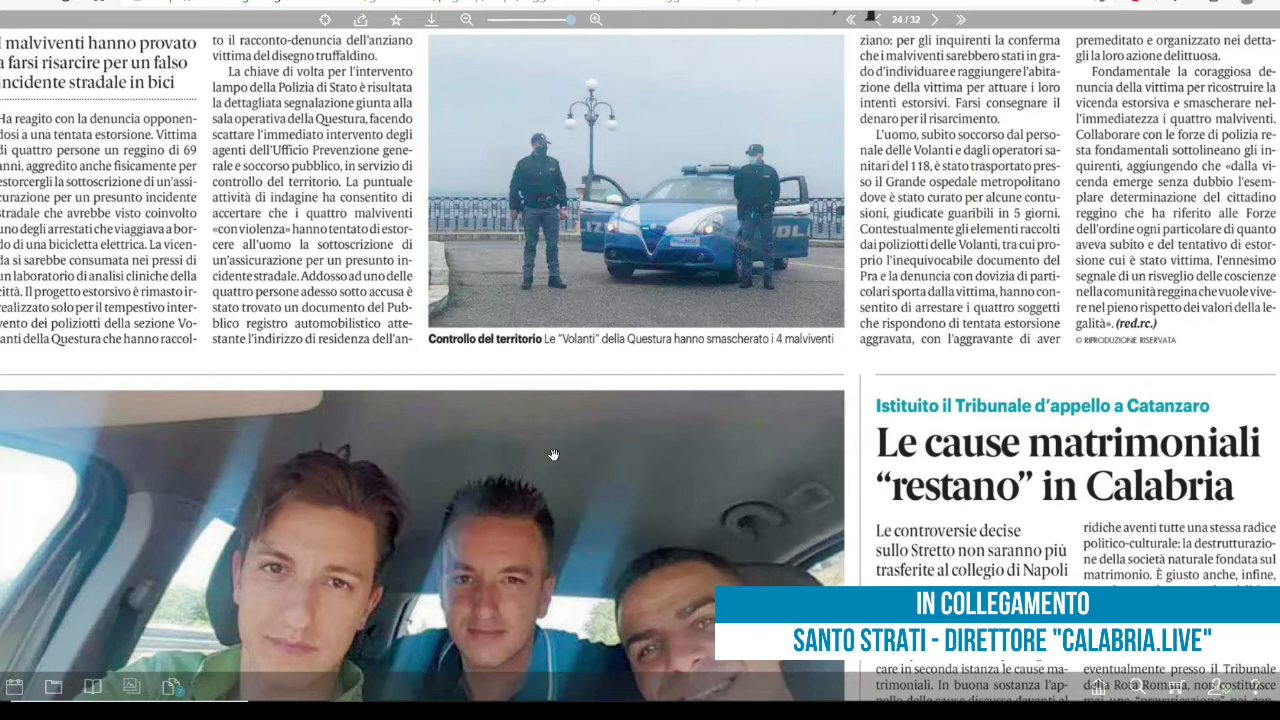 24 / 32
I malviventi hanno provato
a farsi risarcire per un falso
incidente stradale in bici
Ha reagito con la denuncia opponen-
dosi a una tentata estorsione. Vittima
di quattro persone un reggino di 69
anni, aggredito anche fisicamente per
estorcergli la sottoscrizione di un'assi-
curazione per un presunto incidente
stradale che avrebbe visto coinvolto
uno degli arrestati che viaggiava a bor-
do di una bicicletta elettrica. La vicen-
da si sarebbe consumata nei pressi di
un laboratorio di analisi cliniche della
città. Il progetto estorsivo è rimasto ir-
realizzato solo per il tempestivo inter-
vento dei poliziotti della sezione Vo-
lanti della Questura che hanno raccol-
to il racconto-denuncia dell'anziano
vittima del disegno truffaldino.
La chiave di volta per l'intervento
lampo della Polizia di Stato è risultata
la dettagliata segnalazione giunta alla
sala operativa della Questura, facendo
scattare l'immediato intervento degli
agenti dell'Ufficio Prevenzione gene-
rale e soccorso pubblico, in servizio di
controllo del territorio. La puntuale
attività di indagine ha consentito di
accertare che i quattro malviventi
«con violenza» hanno tentato di estor-
cere all'uomo la sottoscrizione di
un'assicurazione per un presunto in-
cidente stradale. Addosso ad uno delle
quattro persone adesso sotto accusa è
stato trovato un documento del Pub-
blico registro automobilistico atte-
stante l'indirizzo di residenza dell'an-
Controllo del territorio Le "Volanti" della Questura hanno smascherato i 4 malviventi
ziano: per gli inquirenti la conferma
che i malviventi sarebbero stati in gra-
do d'individuare e raggiungere l'abita-
zione della vittima per attuare i loro
intenti estorsivi. Farsi consegnare il
denaro per il risarcimento.
L'uomo, subito soccorso dal perso-
nale delle Volanti e dagli operatori sa-
nitari del 118, è stato trasportato pres-
so il Grande ospedale metropolitano
dove è stato curato per alcune contu-
sioni, giudicate guaribili in 5 giorni.
Contestualmente gli elementi raccolti
dai poliziotti delle Volanti, tra cui pro-
prio l'inequivocabile documento del
Pra e la denuncia con dovizia di parti-
colari sporta dalla vittima, hanno con-
sentito di arrestare i quattro soggetti
che rispondono di tentata estorsione
aggravata, con l'aggravante di aver
premeditato e organizzato nei detta-
gli la loro azione delittuosa.
Fondamentale la coraggiosa de-
nuncia della vittima per ricostruire la
vicenda estorsiva e smascherare nel-
l'immediatezza i quattro malviventi.
Collaborare con le forze di polizia re-
sta fondamentali sottolineano gli in-
quirenti, aggiungendo che «dalla vi-
cenda emerge senza dubbio l'esem-
plare determinazione del cittadino
reggino che ha riferito alle Forze
dell'ordine ogni particolare di quanto
aveva subito e del tentativo di estor-
sione cui è stato vittima, l'ennesimo
segnale di un risveglio delle coscienze
nella comunità reggina che vuole vive-
re nel pieno rispetto dei valori della le-
galità». (red.rc.)
© RIPRODUZIONE RISERVATA
Istituito il Tribunale d'appello a Catanzaro
Le cause matrimoniali
"restano" in Calabria
Le controversie decise
sullo Stretto non saranno più
trasferite al collegio di Napoli
ridiche aventi tutte una stessa radice
politico-culturale: la destrutturazio-
ne della società naturale fondata sul
matrimonio. È giusto anche, infine,
IN COLLEGAMENTO
SANTO STRATI - DIRETTORE "CALABRIA.LIVE"
care in seconda istanza le cause ma-
trimoniali. In buona sostanza l'ap-
pello delle cause discusse davanti al
eventualmente presso il Tribunale
della Rota Romana, non costituisce